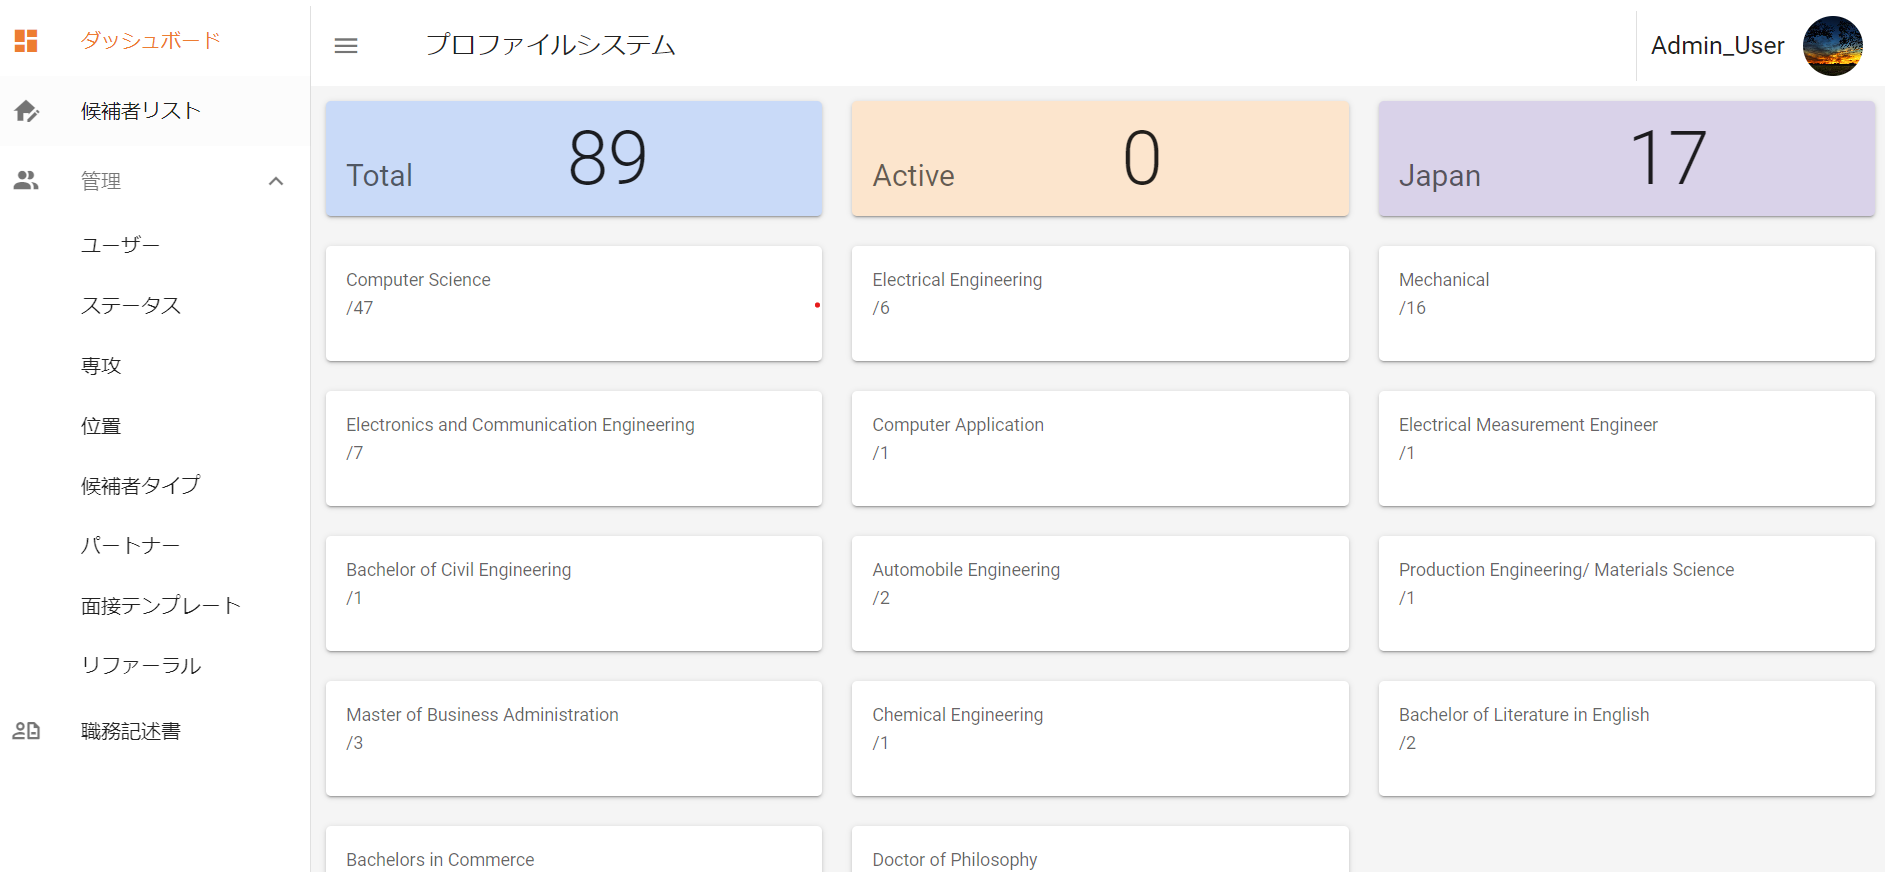 ダッシュボード
候補者リスト
管理
ユーザー
ステータス
専攻
位置
候補者タイプ
パートナー
面接テンプレート
リファーラル
職務記述書
プロファイルシステム
Admin_User
Total 89
Active 0
Japan 17
Computer Science
/47
Electrical Engineering
/6
Mechanical
/16
Electronics and Communication Engineering
/7
Computer Application
/1
Electrical Measurement Engineer
/1
Bachelor of Civil Engineering
/1
Automobile Engineering
/2
Production Engineering/ Materials Science
/1
Master of Business Administration
/3
Chemical Engineering
/1
Bachelor of Literature in English
/2
Bachelors in Commerce
Doctor of Philosophy